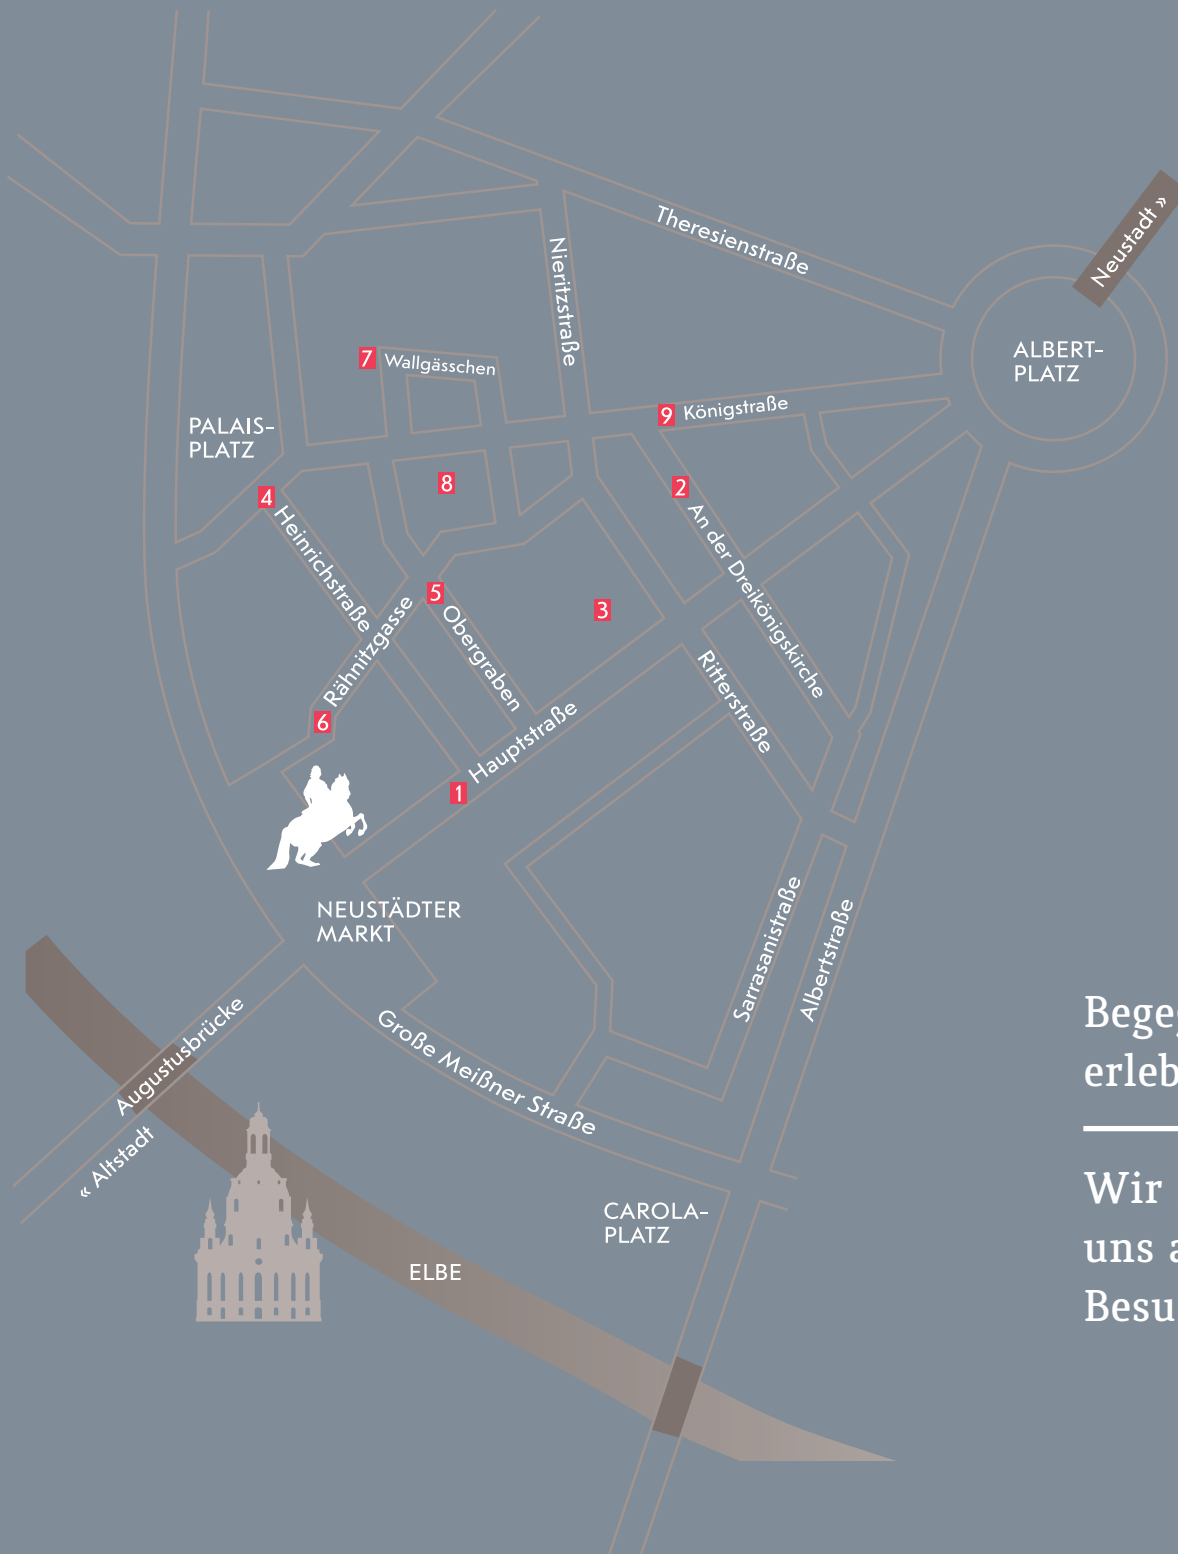 Theresienstraße
Neustadt »
Nieritzstraße
ALBERT-
PLATZ
7
Wallgässchen
9
Königstraße
PALAIS-
PLATZ
8
2
4
An der Dreikönigskirche
Heinrichstraße
5
3
Obergraben
Rähnitzgasse
Ritterstraße
6
Hauptstraße
1
NEUSTÄDTER
MARKT
Sarrasanistraße
Albertstraße
Augustusbrücke
Große Meißner Straße
« Altstadt
CAROLA-
PLATZ
ELBE
Begeg
erleb
Wir
uns a
Besu